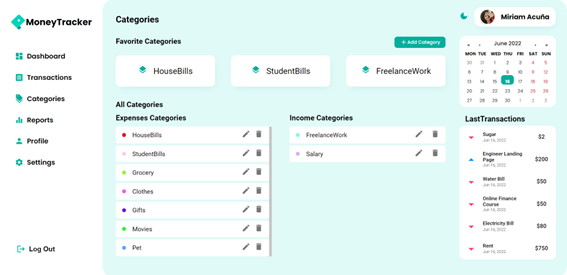 MoneyTracker
Dashboard
Transactions
Categories
Reports
Profile
Settings
Log Out
Categories
Favorite Categories
+ Add Category
HouseBills
StudentBills
FreelanceWork
All Categories
Expenses Categories
HouseBills
StudentBills
Grocery
Clothes
Gifts
Movies
Pet
Income Categories
FreelanceWork
Salary
Miriam Acuña
« ‹ June 2022 › »
MON TUE WED THU FRI SAT SUN
30 31 1 2 3 4 5
6 7 8 9 10 11 12
13 14 15 16 17 18 19
20 21 22 23 24 25 26
27 28 29 30 1 2 3
LastTransactions
Sugar
Jun 16, 2022
$2
Engineer Landing
Page
Jun 16, 2022
$200
Water Bill
Jun 16, 2022
$50
Online Finance
Course
Jun 16, 2022
$50
Electricity Bill
Jun 16, 2022
$80
Rent
Jun 16, 2022
$750